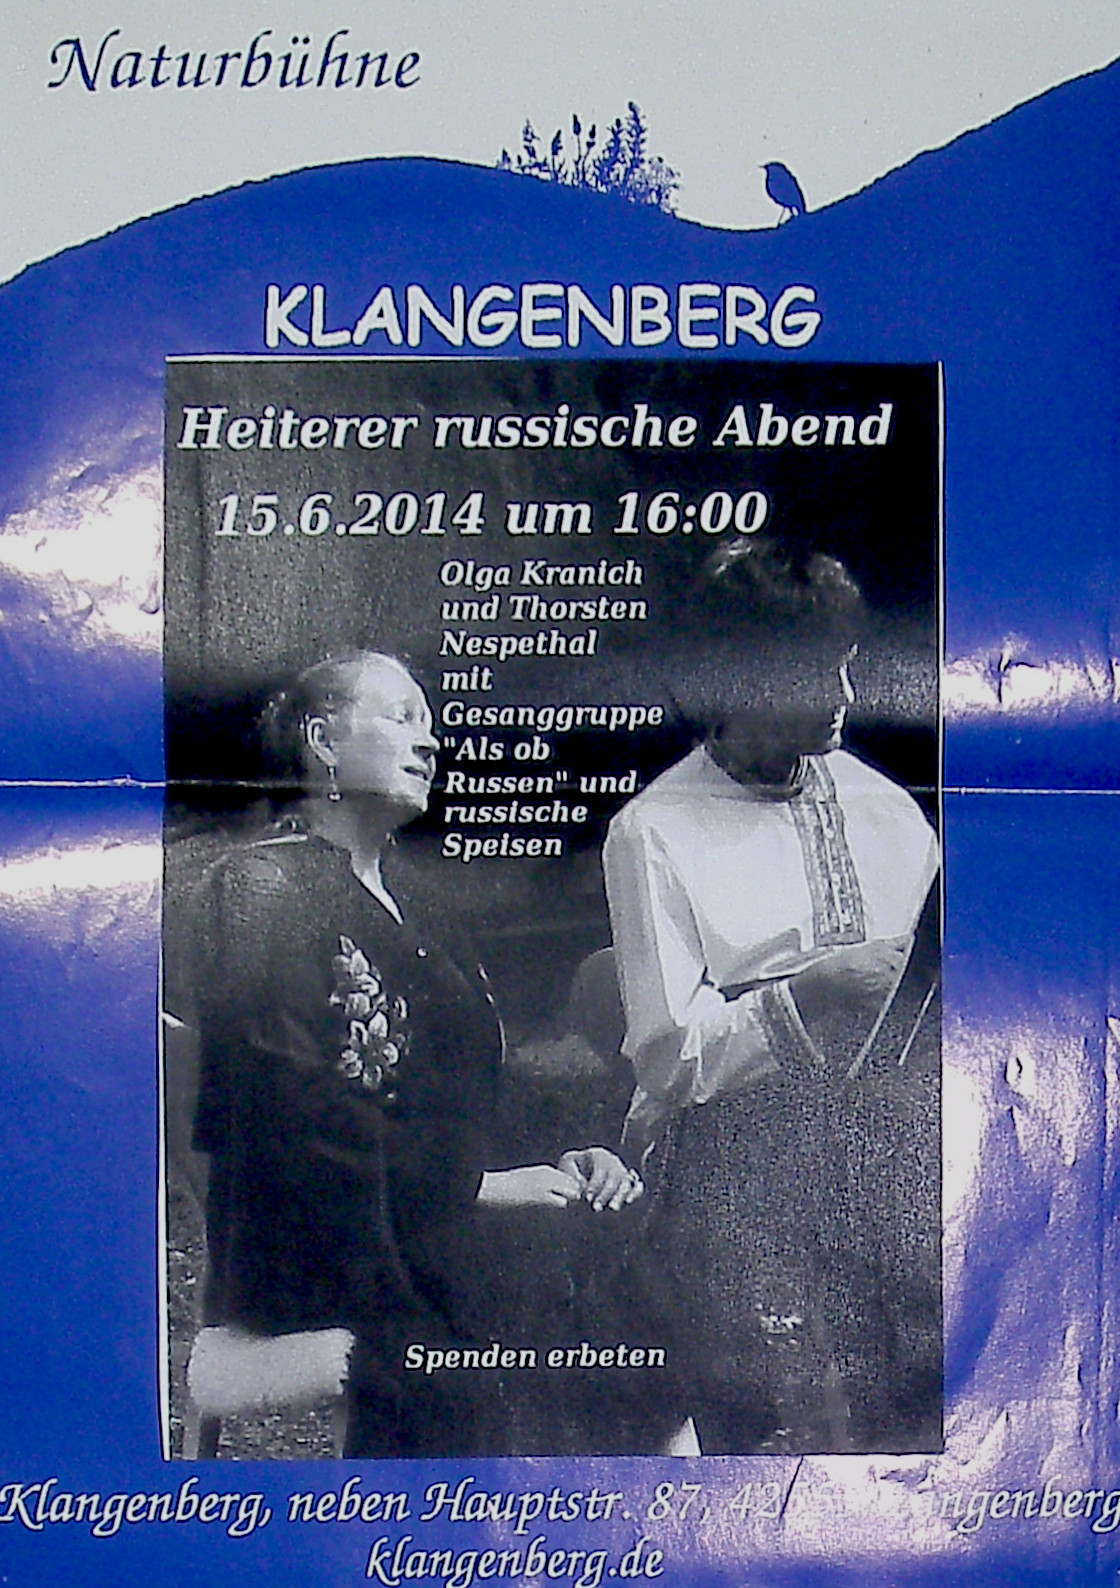 Naturbühne
KLANGENBERG
Heiterer russische Abend
15.6.2014 um 16:00
Olga Kranich
und Thorsten
Nespethal
mit
Gesanggruppe
"Als ob
Russen" und
russische
Speisen
Spenden erbeten
Klangenberg, neben Hauptstr. 87,
klangenberg.de